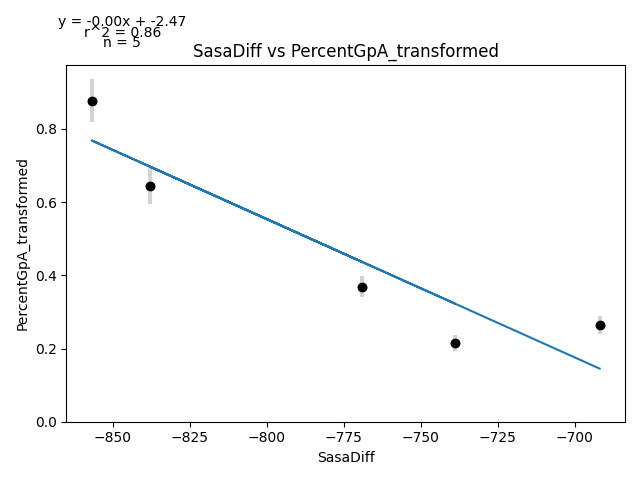 y = -0.00x + -2.47
r^2 = 0.86
n = 5
SasaDiff vs PercentGpA_transformed
PercentGpA_transformed
0.8
0.6
0.4
0.2
0.0
−850 −825 −800 −775 −750 −725 −700
SasaDiff